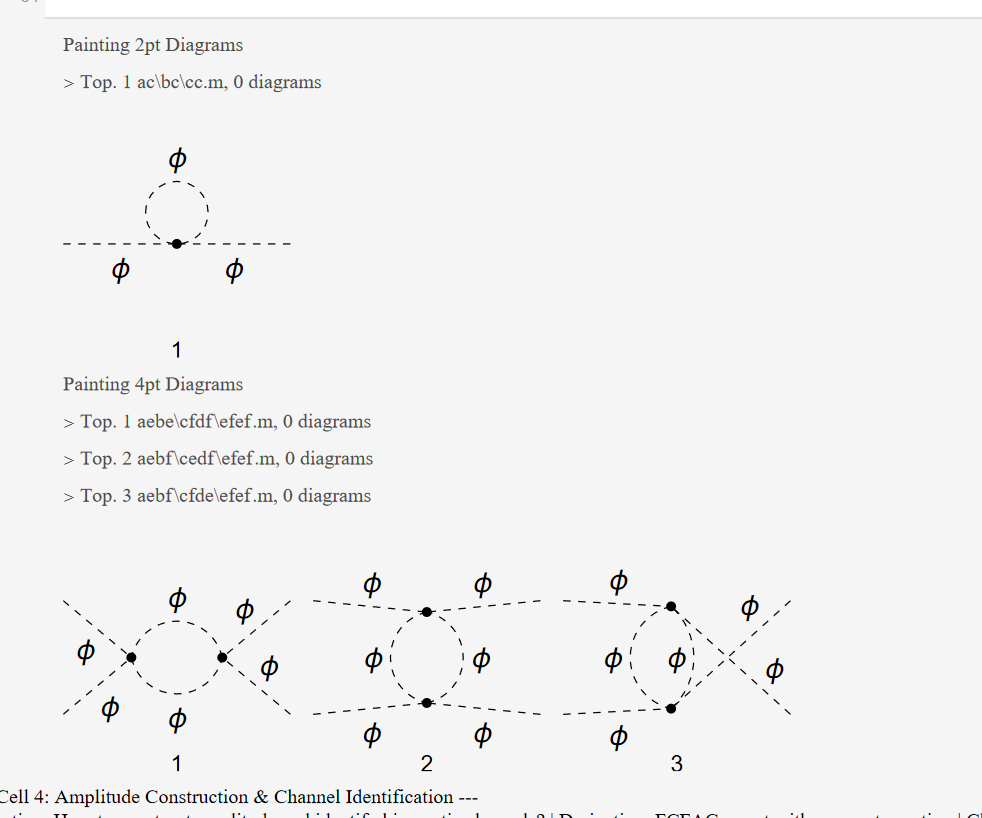 Painting 2pt Diagrams
> Top. 1 ac\bc\cc.m, 0 diagrams
ϕ
ϕ ϕ
1
Painting 4pt Diagrams
> Top. 1 aebe\cfdf\efef.m, 0 diagrams
> Top. 2 aebf\cedf\efef.m, 0 diagrams
> Top. 3 aebf\cfde\efef.m, 0 diagrams
ϕ ϕ ϕ ϕ ϕ ϕ
ϕ ϕ ϕ ϕ ϕ ϕ ϕ
ϕ ϕ ϕ ϕ ϕ
1 2 3
Cell 4: Amplitude Construction & Channel Identification ---